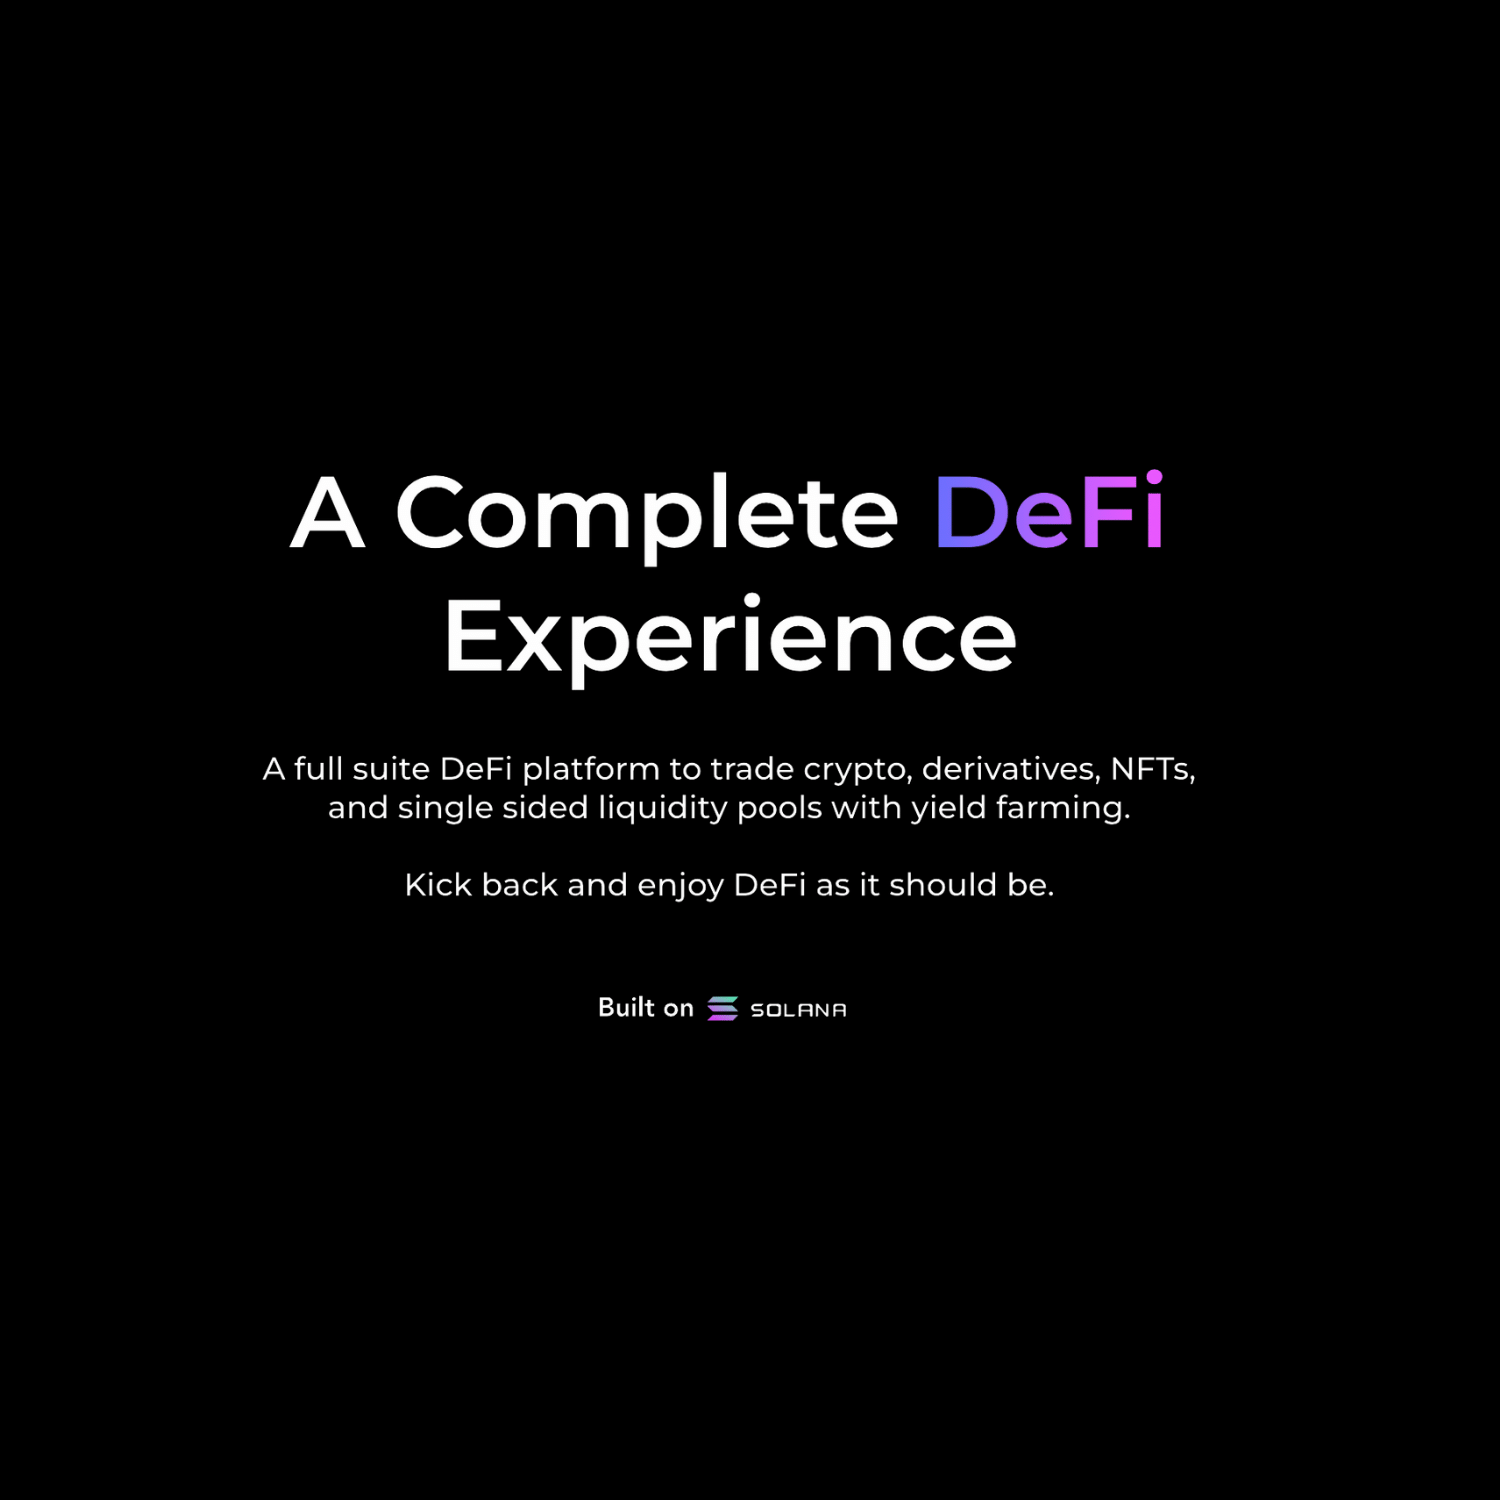 A Complete DeFi
Experience
A full suite DeFi platform to trade crypto, derivatives, NFTs,
and single sided liquidity pools with yield farming.
Kick back and enjoy DeFi as it should be.
Built on SOLANA